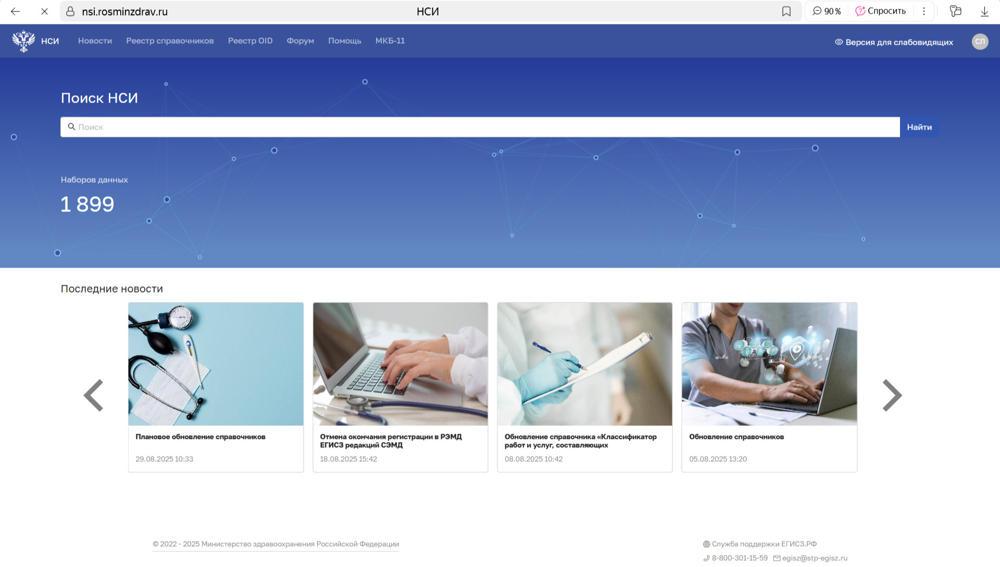 nsi.rosminzdrav.ru
НСИ
90 %
Спросить
НСИ
Новости
Реестр справочников
Реестр OID
Форум
Помощь
МКБ-11
Версия для слабовидящих
СЛ
Поиск НСИ
Поиск
Найти
Наборов данных
1 899
Последние новости
Плановое обновление справочников
29.08.2025 10:33
Отмена окончания регистрации в РЭМД
ЕГИСЗ редакций СЭМД
18.08.2025 15:42
Обновление справочника «Классификатор
работ и услуг, составляющих
08.08.2025 10:42
Обновление справочников
05.08.2025 13:20
© 2022 - 2025 Министерство здравоохранения Российской Федерации
Служба поддержки ЕГИСЗ.РФ
8-800-301-15-59
egisz@stp-egisz.ru